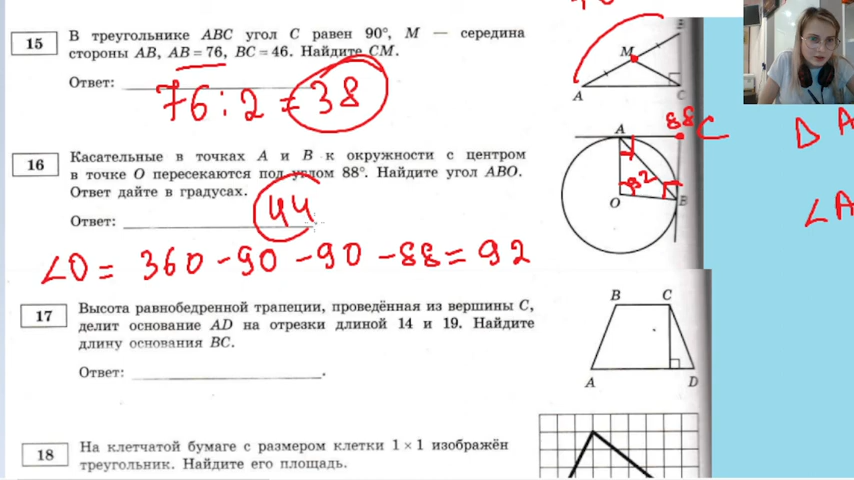 15
В треугольнике ABC угол C равен 90°, M — середина
стороны AB, AB = 76, BC = 46. Найдите CM.
Ответ:
76 : 2 = 38
M
A
C
16
Касательные в точках A и B к окружности с центром
в точке O пересекаются под углом 88°. Найдите угол ABO.
Ответ дайте в градусах.
Ответ:
44
∠O = 360 - 90 - 90 - 88 = 92
A
88 C
92
O
B
∠A
17
Высота равнобедренной трапеции, проведённая из вершины C,
делит основание AD на отрезки длиной 14 и 19. Найдите
длину основания BC.
Ответ:
B C
A D
18
На клетчатой бумаге с размером клетки 1 × 1 изображён
треугольник. Найдите его площадь.